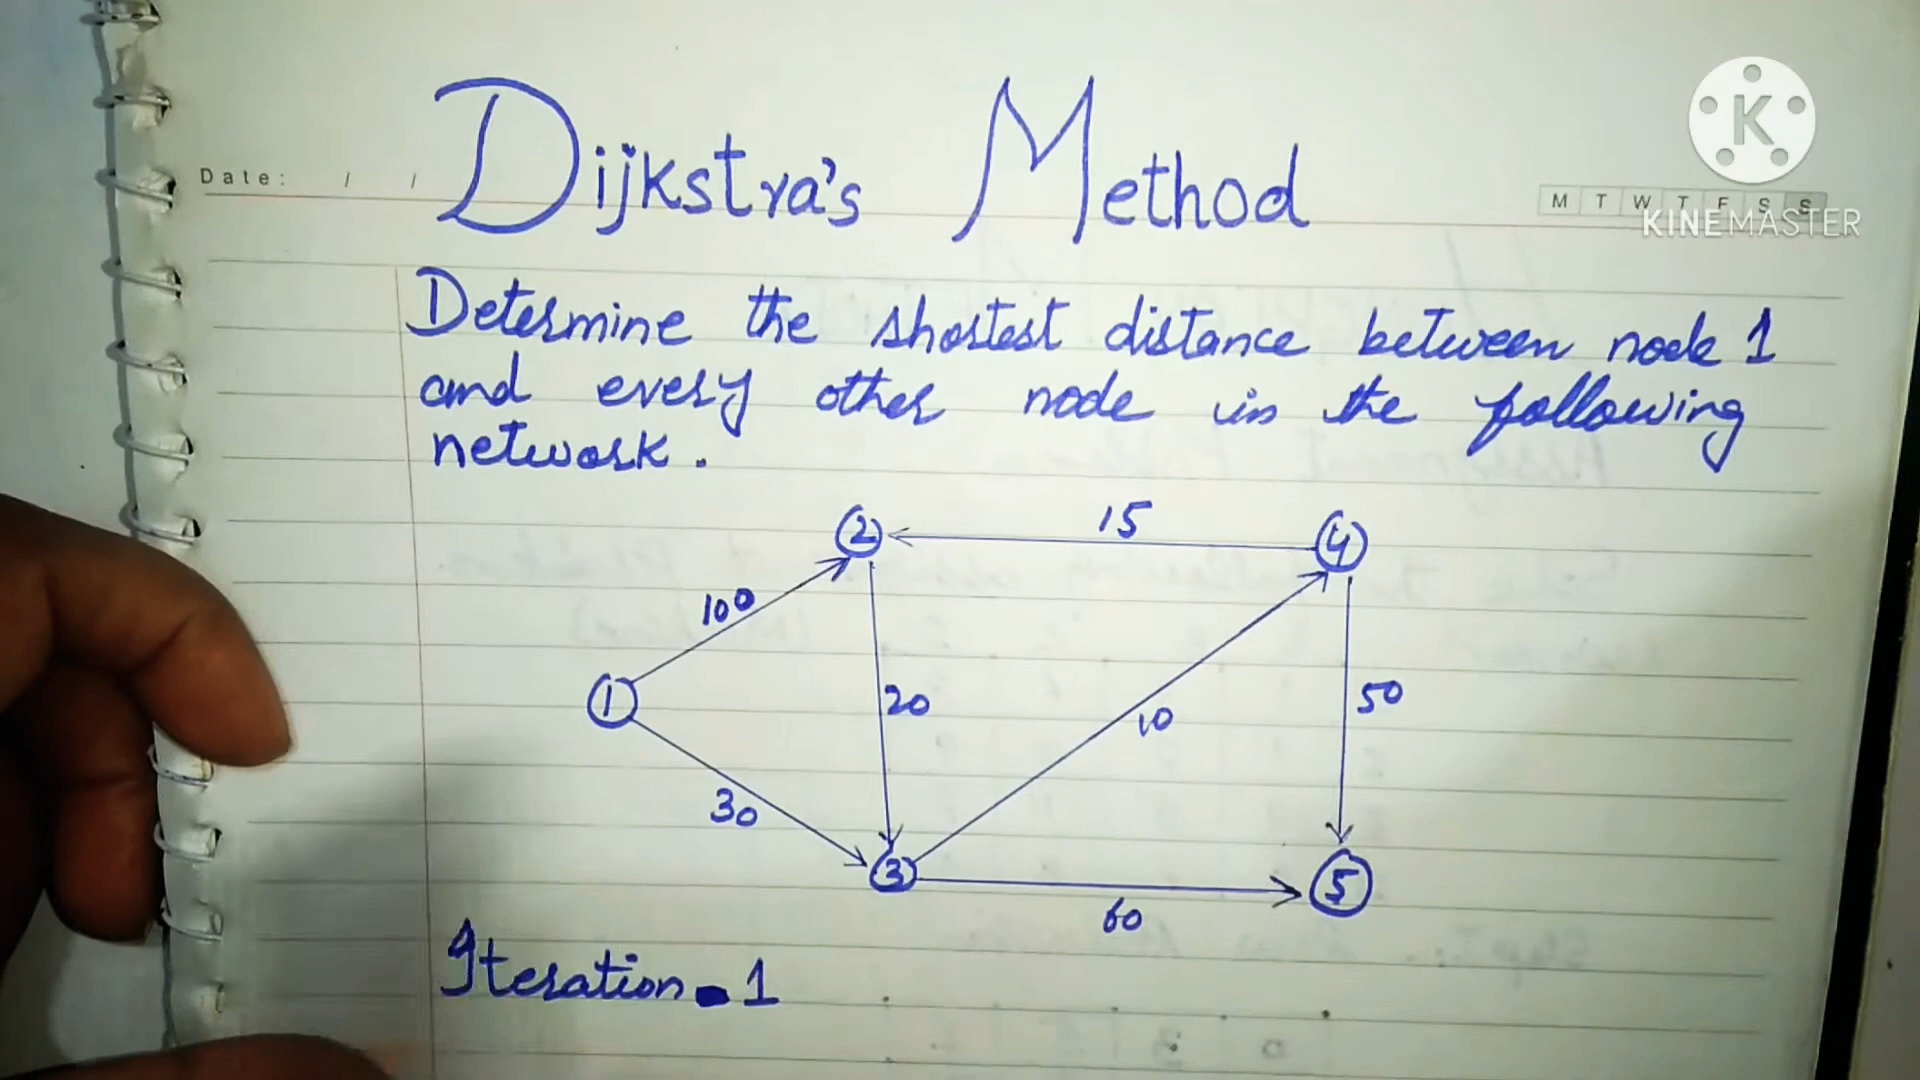 Dijkstra's Method
Date: / /
M T W T F S S
K
KINEMASTER
Determine the shortest distance between node 1
and every other node in the following
network.
2
15
4
100
1
20
10
50
30
3
5
60
Iteration - 1